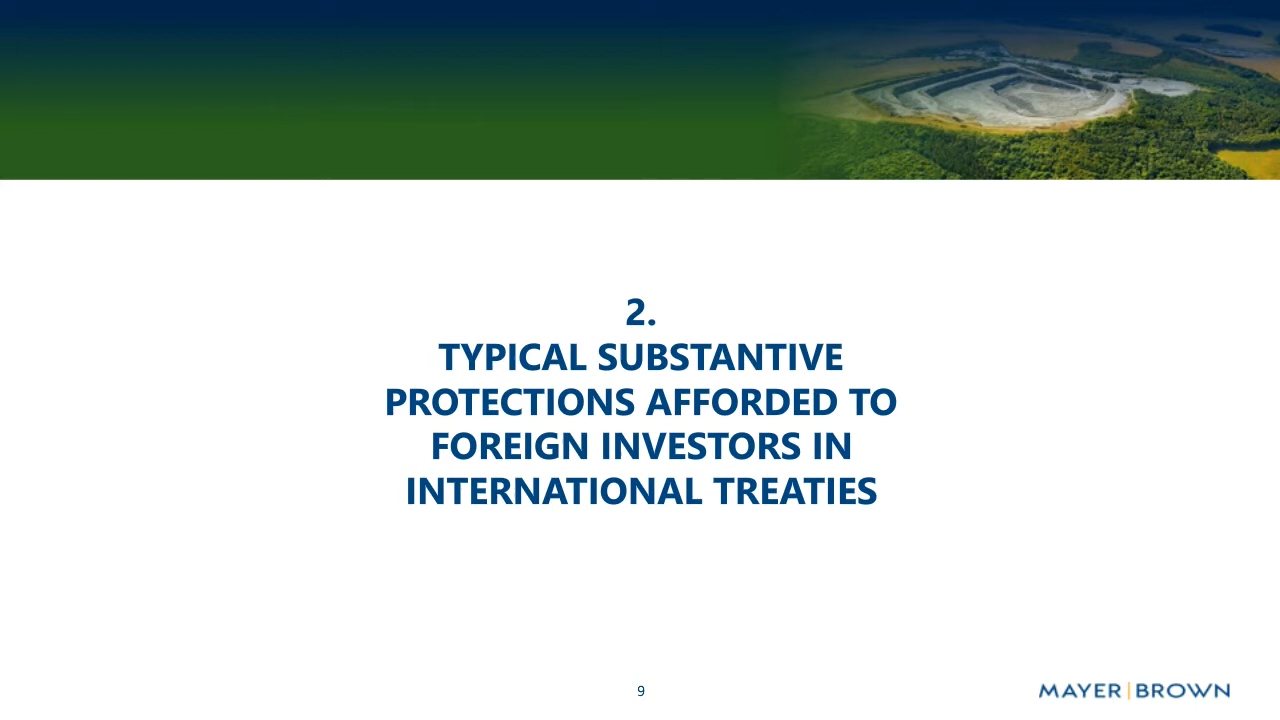 2.
TYPICAL SUBSTANTIVE
PROTECTIONS AFFORDED TO
FOREIGN INVESTORS IN
INTERNATIONAL TREATIES
9
MAYER|BROWN